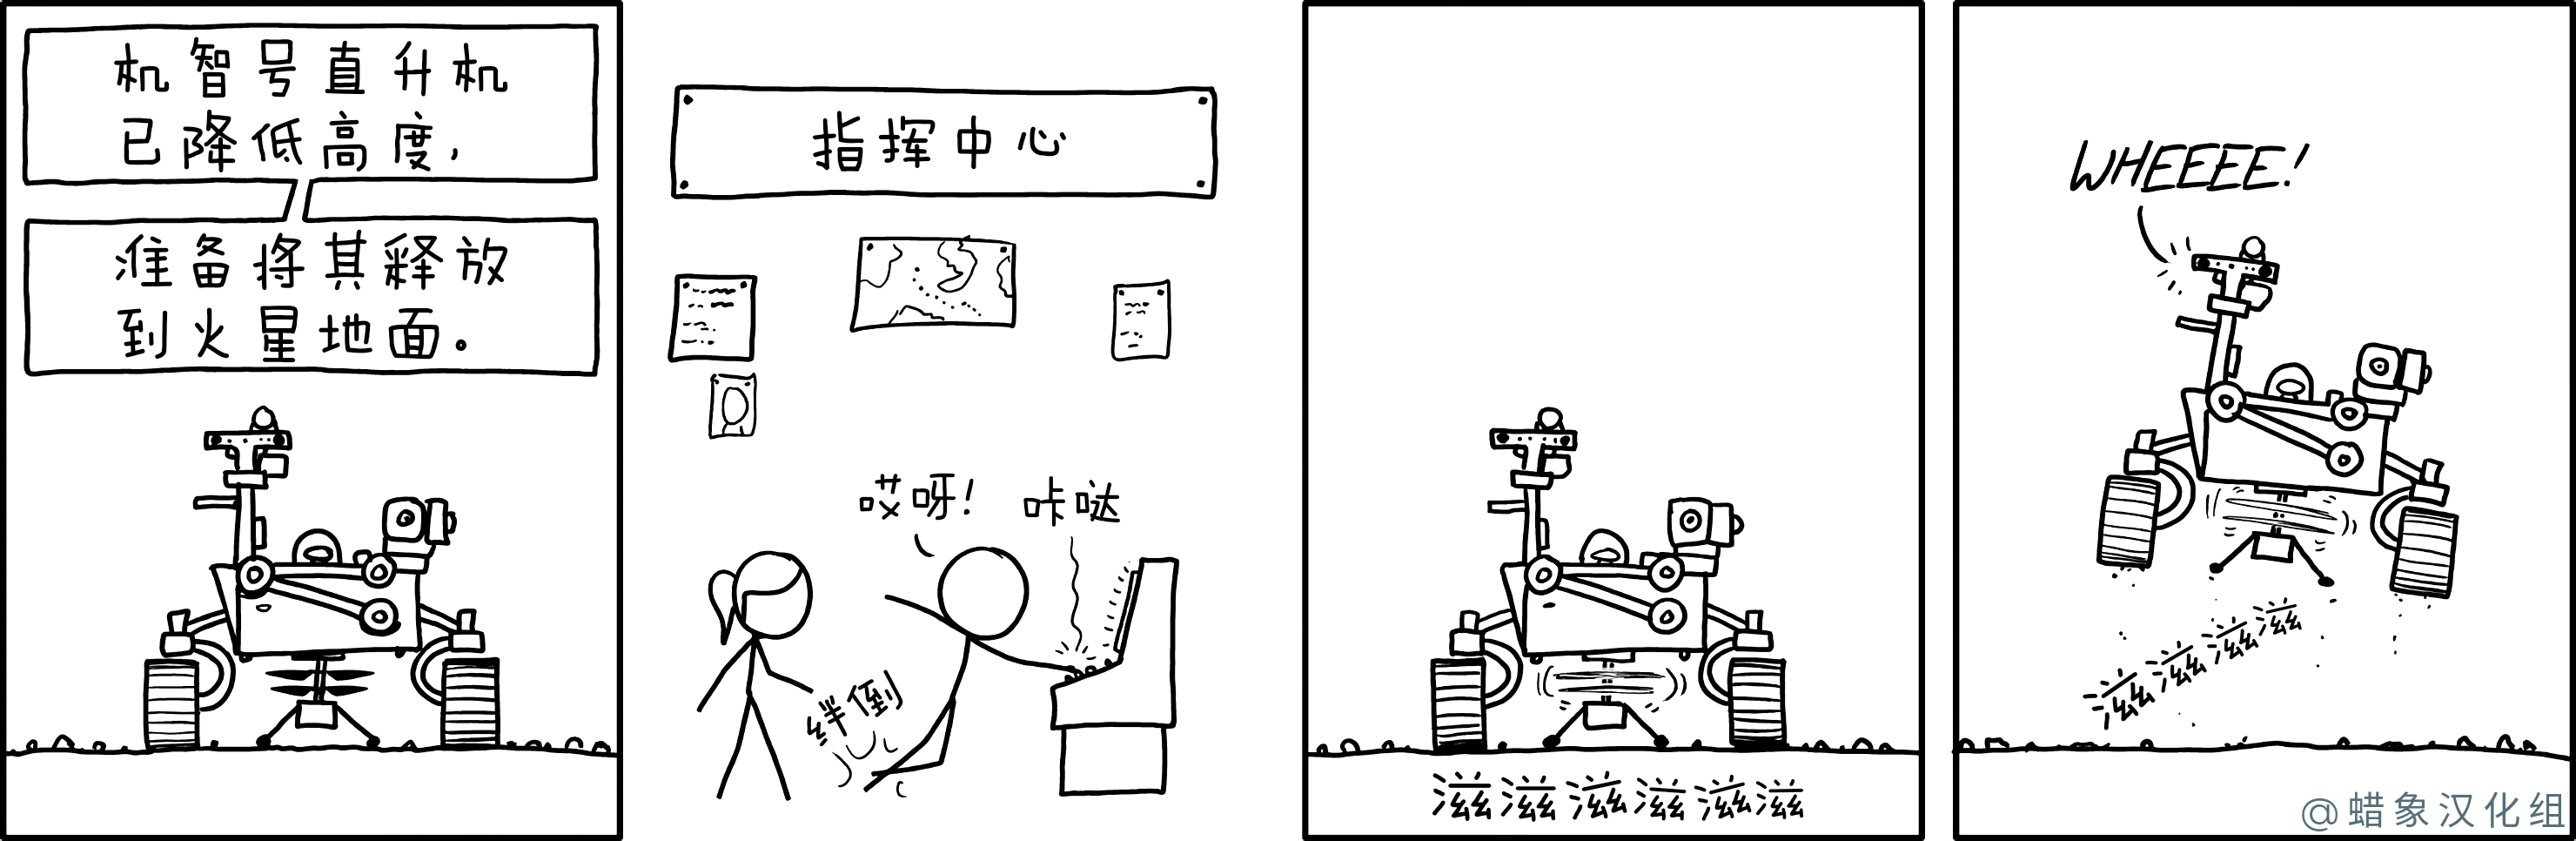 机智号直升机
已降低高度，
准备将其释放
到火星地面。
指挥中心
哎呀！
咔哒
绊倒
滋滋滋滋滋滋
WHEEEE!
滋滋滋滋
@蜡象汉化组